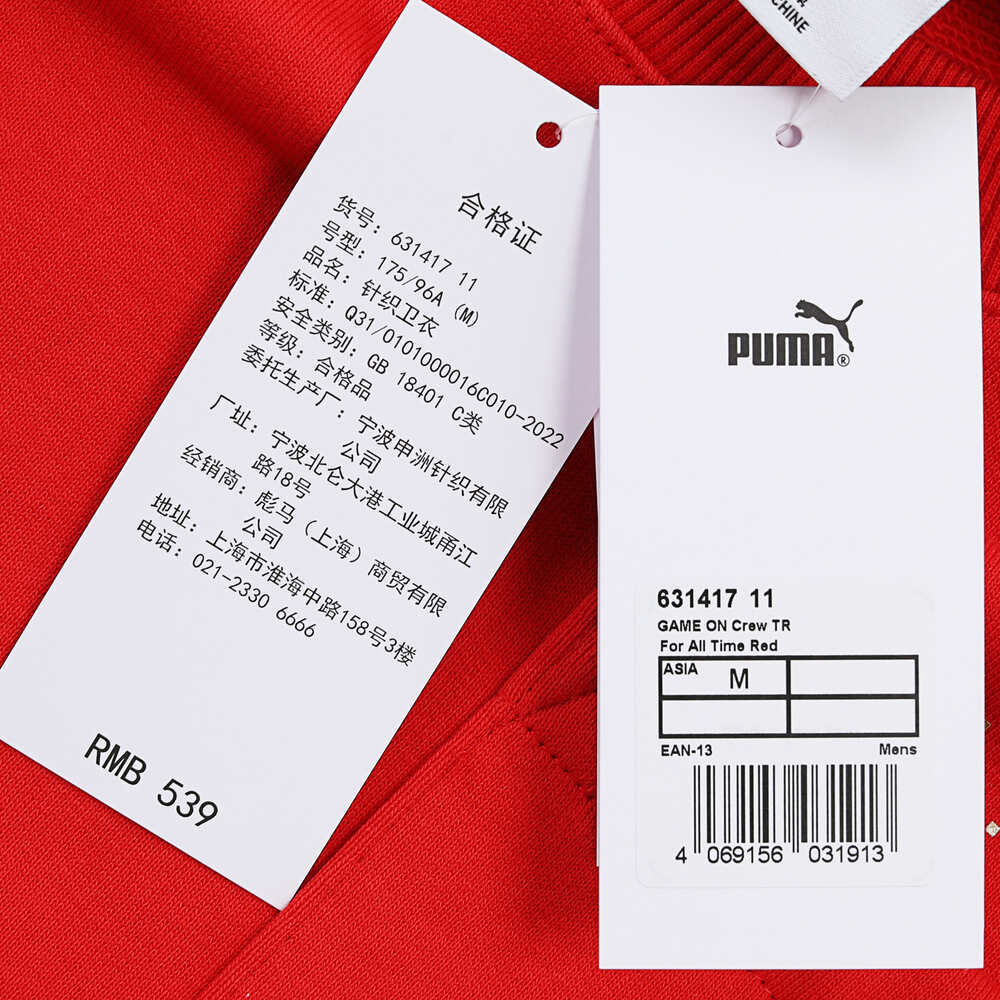 CHINE
合格证
货号: 631417 11
号型: 175/96A (M)
品名: 针织卫衣
标准: Q31/0101000016C010-2022
安全类别: GB 18401 C类
等级: 合格品
委托生产厂: 宁波申洲针织有限
公司
厂址: 宁波北仑大港工业城甬江
路18号
经销商: 彪马（上海）商贸有限
公司
地址: 上海市淮海中路158号3楼
电话: 021-2330 6666
RMB 539
PUMA®
631417 11
GAME ON Crew TR
For All Time Red
ASIA M
EAN-13 Mens
4 069156 031913